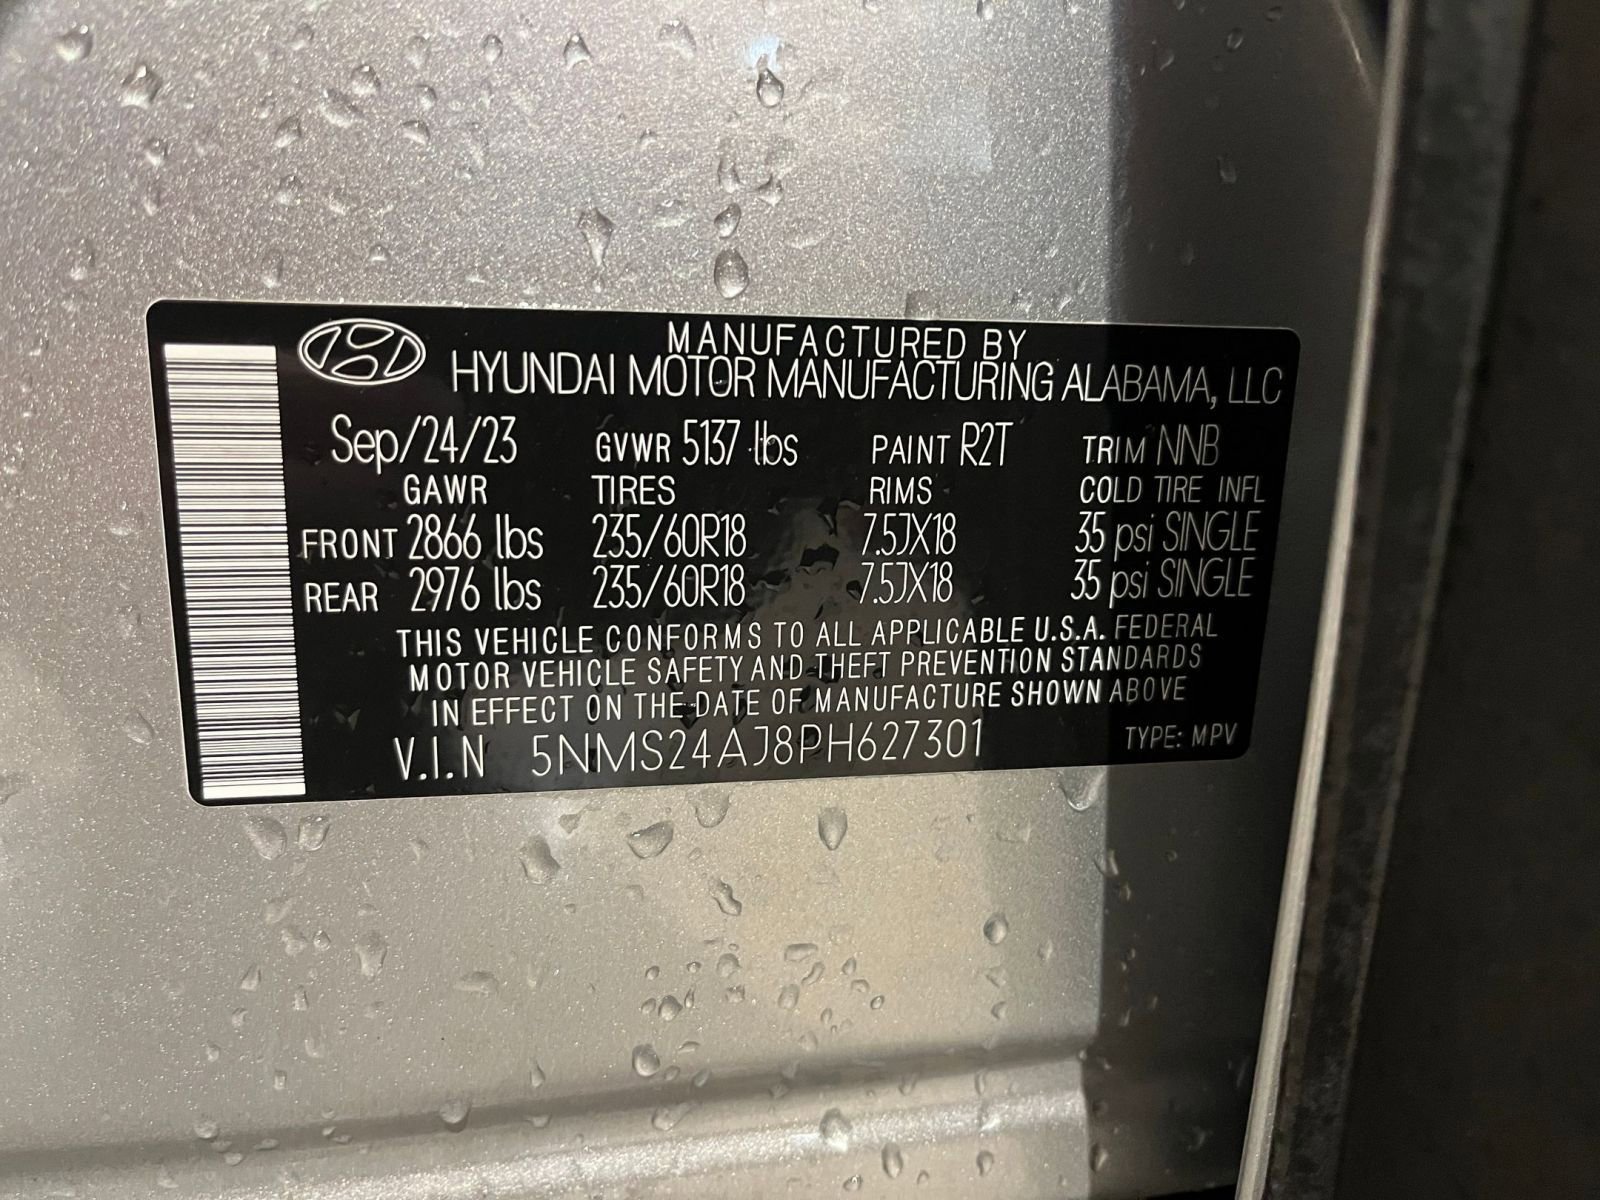 MANUFACTURED BY
HYUNDAI MOTOR MANUFACTURING ALABAMA, LLC
Sep/24/23 GVWR 5137 lbs PAINT R2T TRIM NNB
GAWR TIRES RIMS COLD TIRE INFL
FRONT 2866 lbs 235/60R18 7.5JX18 35 psi SINGLE
REAR 2976 lbs 235/60R18 7.5JX18 35 psi SINGLE
THIS VEHICLE CONFORMS TO ALL APPLICABLE U.S.A. FEDERAL
MOTOR VEHICLE SAFETY AND THEFT PREVENTION STANDARDS
IN EFFECT ON THE DATE OF MANUFACTURE SHOWN ABOVE
V.I.N 5NMS24AJ8PH627301 TYPE: MPV